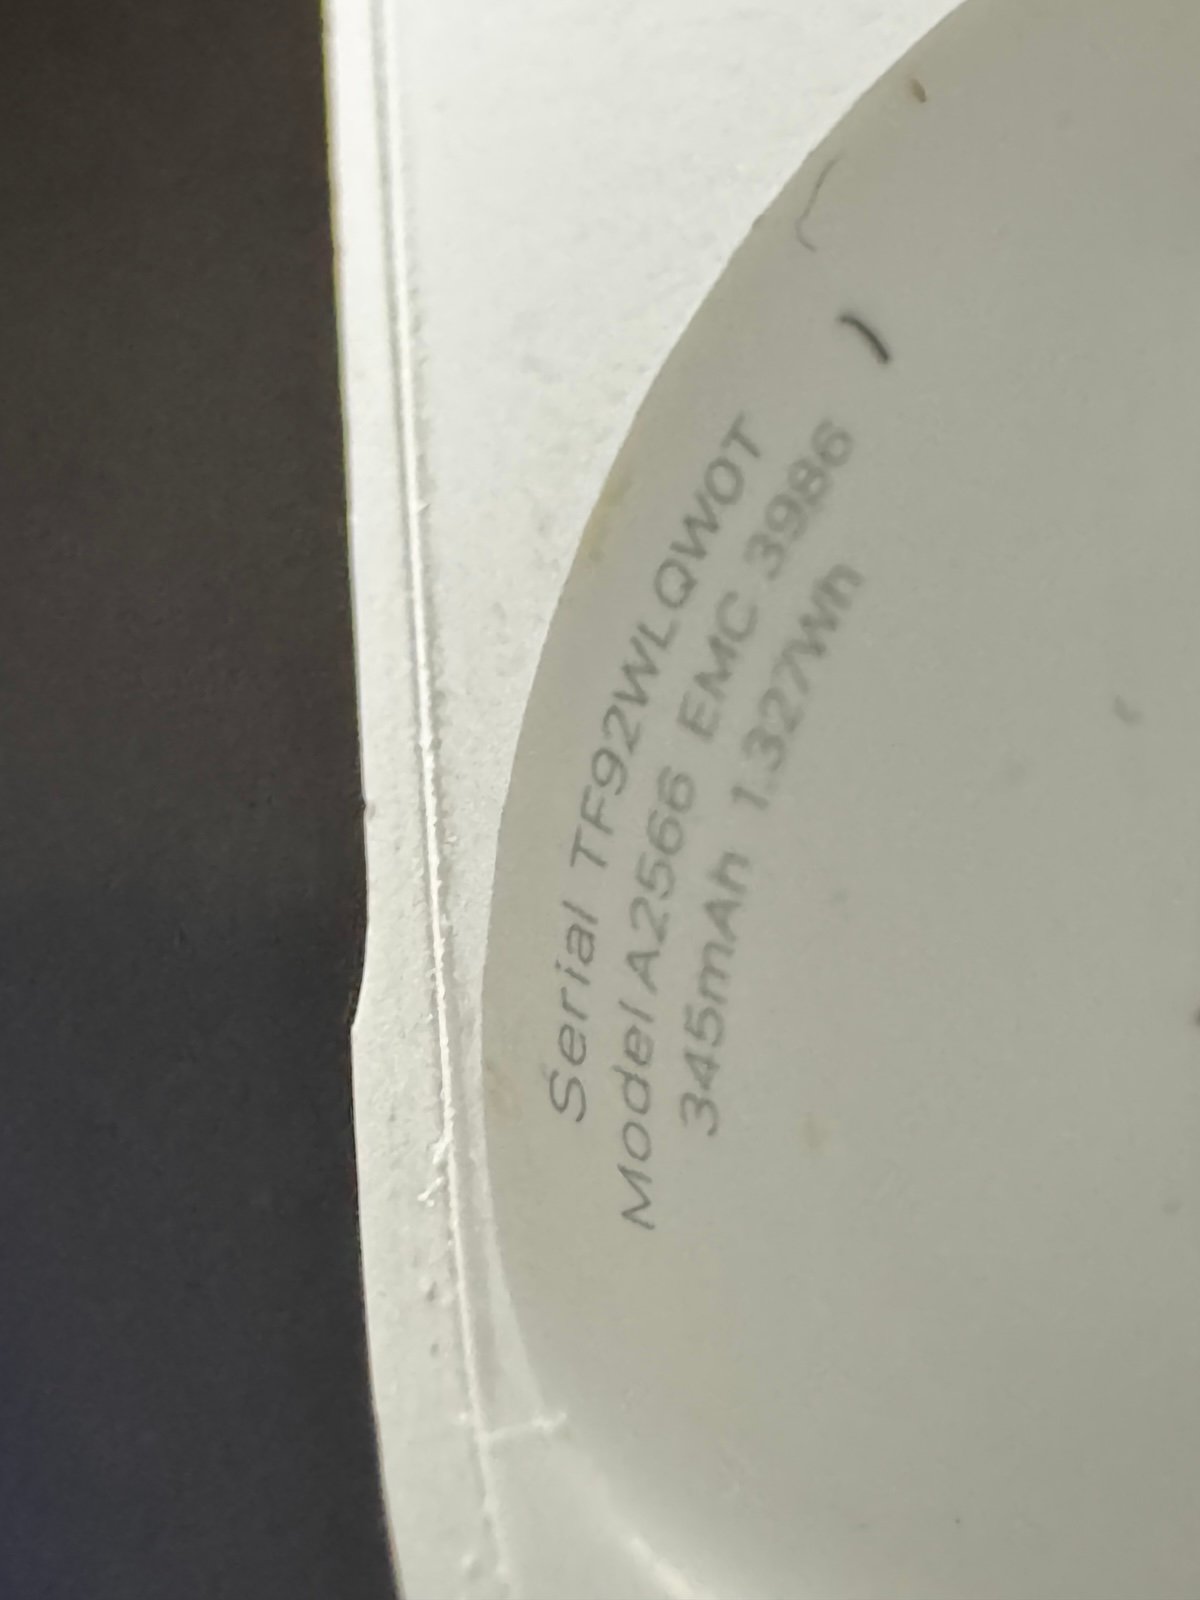 Serial TF92WLQWOT
Model A2566 EMC 3986
345mAh 1.327Wh